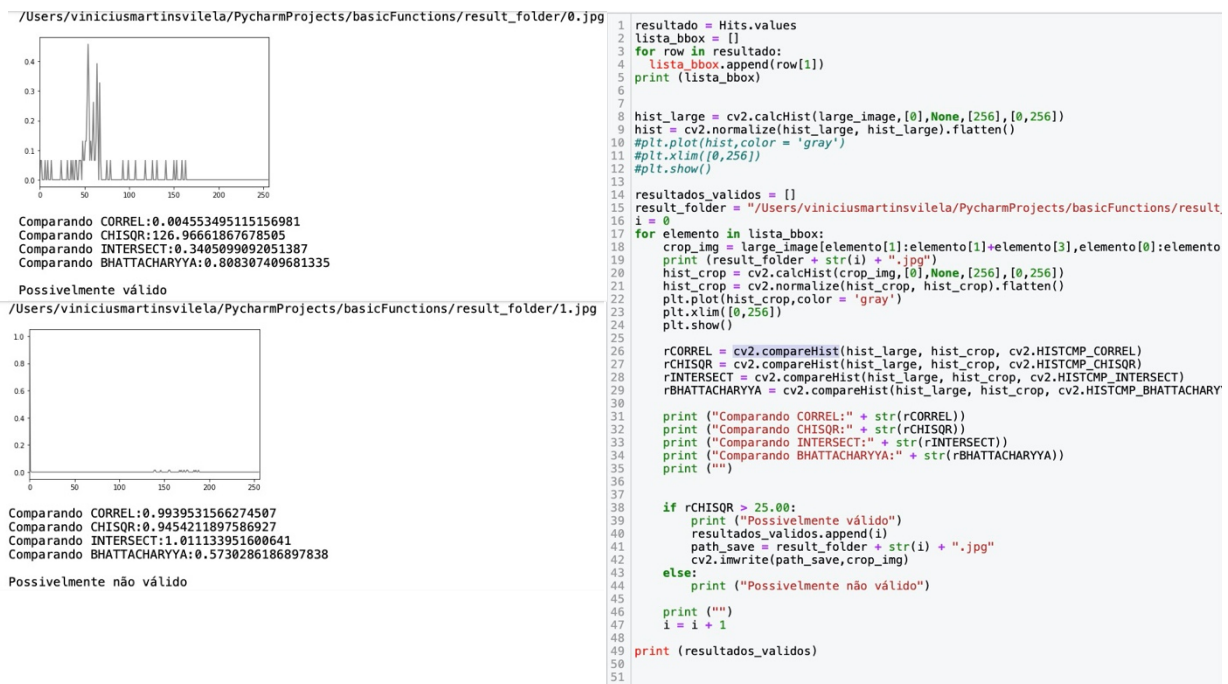 /Users/viniciusmartinsvilela/PycharmProjects/basicFunctions/result_folder/0.jpg
0.4
0.3
0.2
0.1
0.0
0 50 100 150 200 250
Comparando CORREL:0.004553495115156981
Comparando CHISQR:126.96661867678505
Comparando INTERSECT:0.3405099092051387
Comparando BHATTACHARYYA:0.808307409681335
Possivelmente válido
/Users/viniciusmartinsvilela/PycharmProjects/basicFunctions/result_folder/1.jpg
1.0
0.8
0.6
0.4
0.2
0.0
0 50 100 150 200 250
Comparando CORREL:0.9939531566274507
Comparando CHISQR:0.9454211897586927
Comparando INTERSECT:1.011133951600641
Comparando BHATTACHARYYA:0.5730286186897838
Possivelmente não válido
1 resultado = Hits.values
2 lista_bbox = []
3 for row in resultado:
4   lista_bbox.append(row[1])
5 print (lista_bbox)
6
7
8 hist_large = cv2.calcHist(large_image,[0],None,[256],[0,256])
9 hist = cv2.normalize(hist_large, hist_large).flatten()
10 #plt.plot(hist,color = 'gray')
11 #plt.xlim([0,256])
12 #plt.show()
13
14 resultados_validos = []
15 result_folder = "/Users/viniciusmartinsvilela/PycharmProjects/basicFunctions/result_
16 i = 0
17 for elemento in lista_bbox:
18     crop_img = large_image[elemento[1]:elemento[1]+elemento[3],elemento[0]:elemento
19     print (result_folder + str(i) + ".jpg")
20     hist_crop = cv2.calcHist(crop_img,[0],None,[256],[0,256])
21     hist_crop = cv2.normalize(hist_crop, hist_crop).flatten()
22     plt.plot(hist_crop,color = 'gray')
23     plt.xlim([0,256])
24     plt.show()
25
26     rCORREL = cv2.compareHist(hist_large, hist_crop, cv2.HISTCMP_CORREL)
27     rCHISQR = cv2.compareHist(hist_large, hist_crop, cv2.HISTCMP_CHISQR)
28     rINTERSECT = cv2.compareHist(hist_large, hist_crop, cv2.HISTCMP_INTERSECT)
29     rBHATTACHARYYA = cv2.compareHist(hist_large, hist_crop, cv2.HISTCMP_BHATTACHARY
30
31     print ("Comparando CORREL:" + str(rCORREL))
32     print ("Comparando CHISQR:" + str(rCHISQR))
33     print ("Comparando INTERSECT:" + str(rINTERSECT))
34     print ("Comparando BHATTACHARYYA:" + str(rBHATTACHARYYA))
35     print ("")
36
37
38     if rCHISQR > 25.00:
39         print ("Possivelmente válido")
40         resultados_validos.append(i)
41         path_save = result_folder + str(i) + ".jpg"
42         cv2.imwrite(path_save,crop_img)
43     else:
44         print ("Possivelmente não válido")
45
46     print ("")
47     i = i + 1
48
49 print (resultados_validos)
50
51